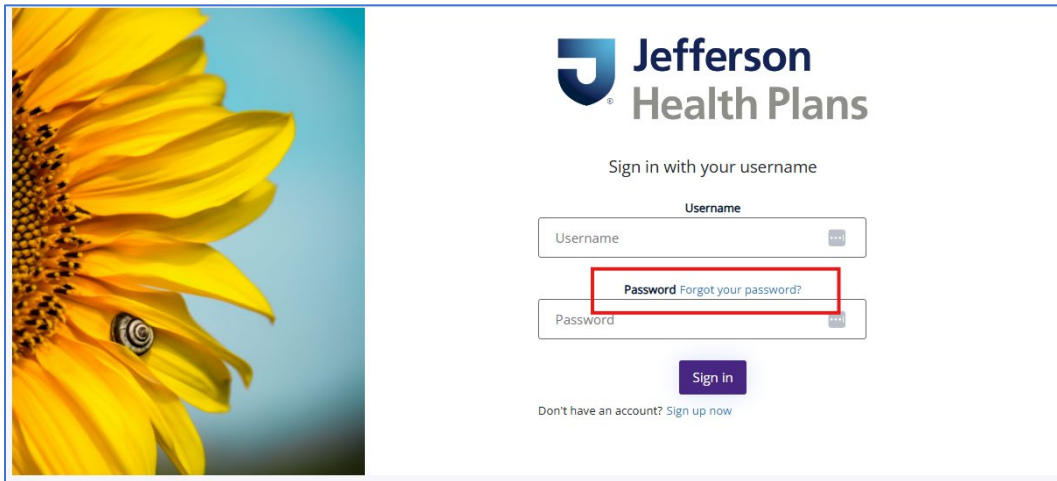 Jefferson
Health Plans
Sign in with your username
Username
Username
Password Forgot your password?
Password
Sign in
Don't have an account? Sign up now